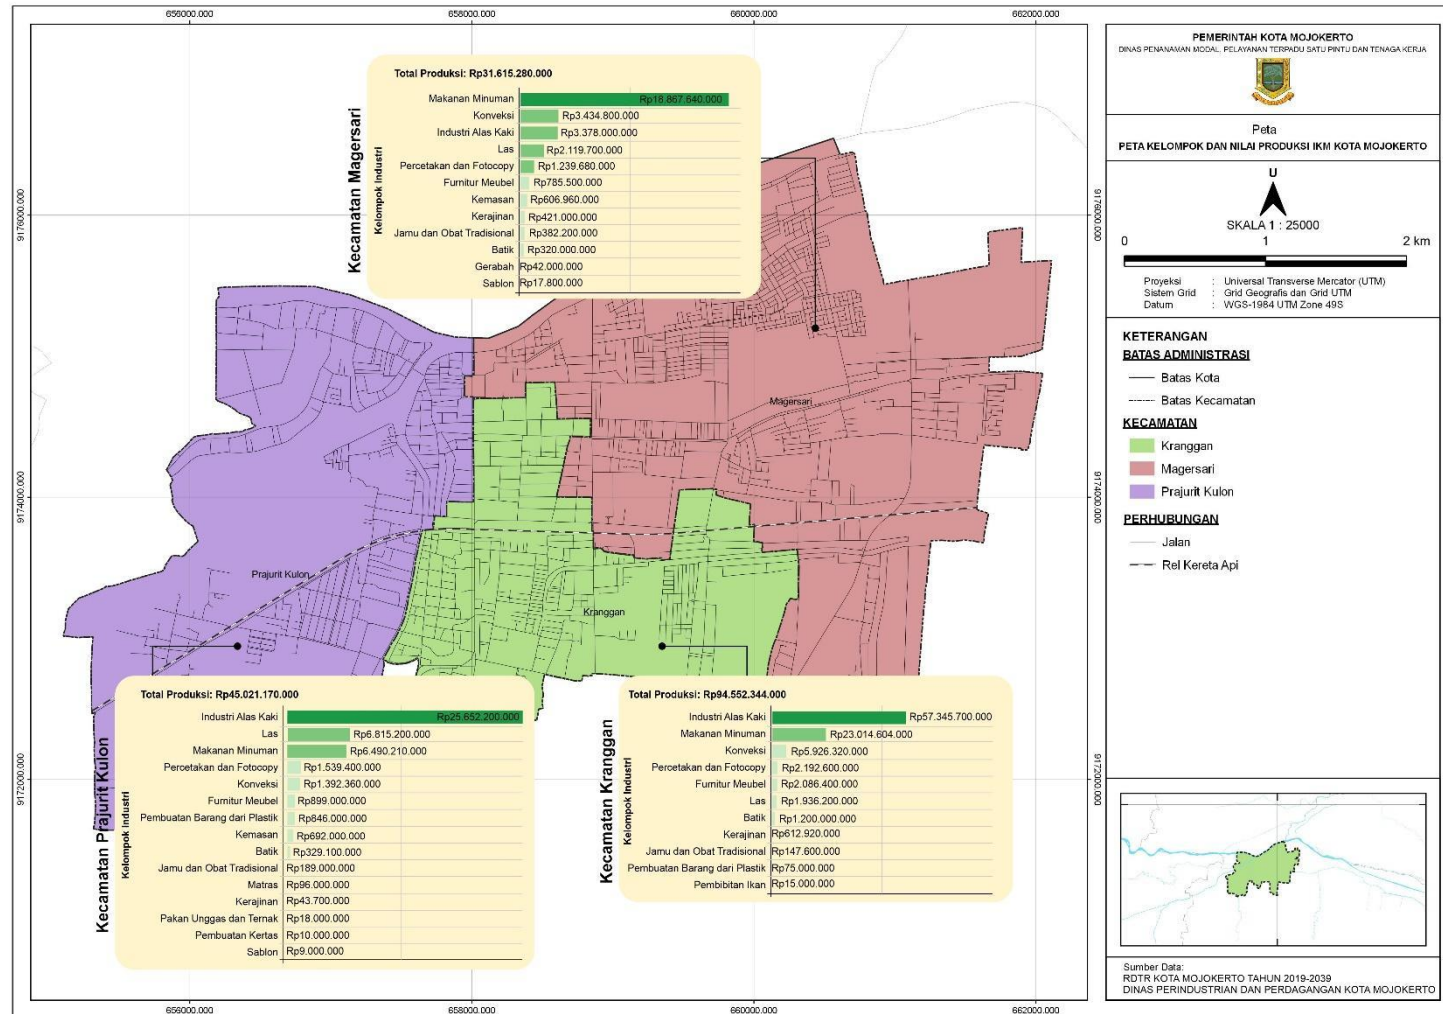 656000.000
658000.000
660000.000
662000.000
9176000.000
9174000.000
9172000.000
Kecamatan Magersari
Kelompok Industri
Total Produksi: Rp31.615.280.000
Makanan Minuman Rp18.867.640.000
Konveksi Rp3.434.800.000
Industri Alas Kaki Rp3.378.000.000
Las Rp2.119.700.000
Percetakan dan Fotocopy Rp1.239.680.000
Furnitur Meubel Rp785.500.000
Kemasan Rp606.960.000
Kerajinan Rp421.000.000
Jamu dan Obat Tradisional Rp382.200.000
Batik Rp320.000.000
Gerabah Rp42.000.000
Sablon Rp17.800.000
Magersari
Prajurit Kulon
Kranggan
Kecamatan Prajurit Kulon
Kelompok Industri
Total Produksi: Rp45.021.170.000
Industri Alas Kaki Rp25.652.200.000
Las Rp6.815.200.000
Makanan Minuman Rp6.490.210.000
Percetakan dan Fotocopy Rp1.539.400.000
Konveksi Rp1.392.360.000
Furnitur Meubel Rp899.000.000
Pembuatan Barang dari Plastik Rp846.000.000
Kemasan Rp692.000.000
Batik Rp329.100.000
Jamu dan Obat Tradisional Rp189.000.000
Matras Rp96.000.000
Kerajinan Rp43.700.000
Pakan Unggas dan Ternak Rp18.000.000
Pembuatan Kertas Rp10.000.000
Sablon Rp9.000.000
Kecamatan Kranggan
Kelompok Industri
Total Produksi: Rp94.552.344.000
Industri Alas Kaki Rp57.345.700.000
Makanan Minuman Rp23.014.604.000
Konveksi Rp5.926.320.000
Percetakan dan Fotocopy Rp2.192.600.000
Furnitur Meubel Rp2.086.400.000
Las Rp1.936.200.000
Batik Rp1.200.000.000
Kerajinan Rp612.920.000
Jamu dan Obat Tradisional Rp147.600.000
Pembuatan Barang dari Plastik Rp75.000.000
Pembibitan Ikan Rp15.000.000
9176000.000
9174000.000
9172000.000
656000.000
658000.000
660000.000
662000.000
PEMERINTAH KOTA MOJOKERTO
DINAS PENANAMAN MODAL, PELAYANAN TERPADU SATU PINTU DAN TENAGA KERJA
Peta
PETA KELOMPOK DAN NILAI PRODUKSI IKM KOTA MOJOKERTO
U
SKALA 1 : 25000
0 1 2 km
Proyeksi : Universal Transverse Mercator (UTM)
Sistem Grid : Grid Geografis dan Grid UTM
Datum : WGS-1984 UTM Zone 49S
KETERANGAN
BATAS ADMINISTRASI
Batas Kota
Batas Kecamatan
KECAMATAN
Kranggan
Magersari
Prajurit Kulon
PERHUBUNGAN
Jalan
Rel Kereta Api
Sumber Data:
RDTR KOTA MOJOKERTO TAHUN 2019-2039
DINAS PERINDUSTRIAN DAN PERDAGANGAN KOTA MOJOKERTO